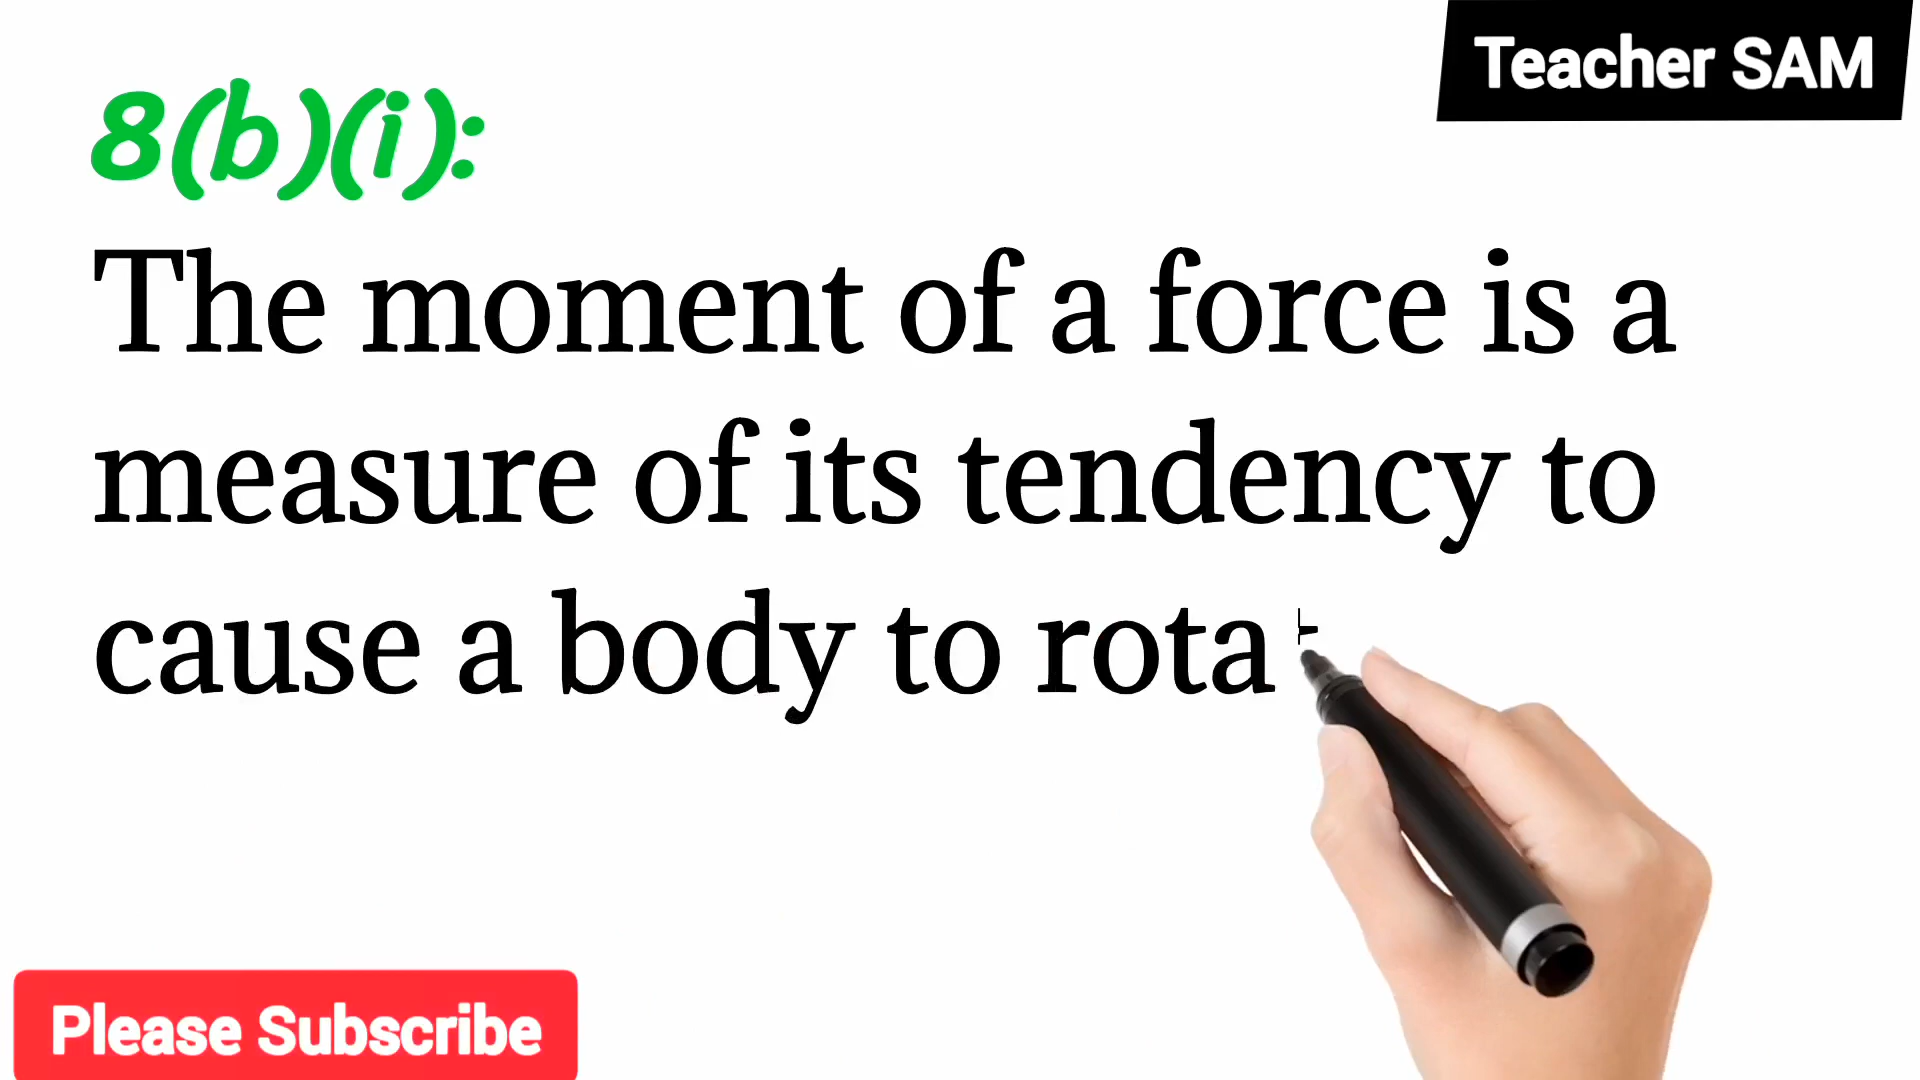 Teacher SAM
8(b)(i):
The moment of a force is a
measure of its tendency to
cause a body to rota
Please Subscribe